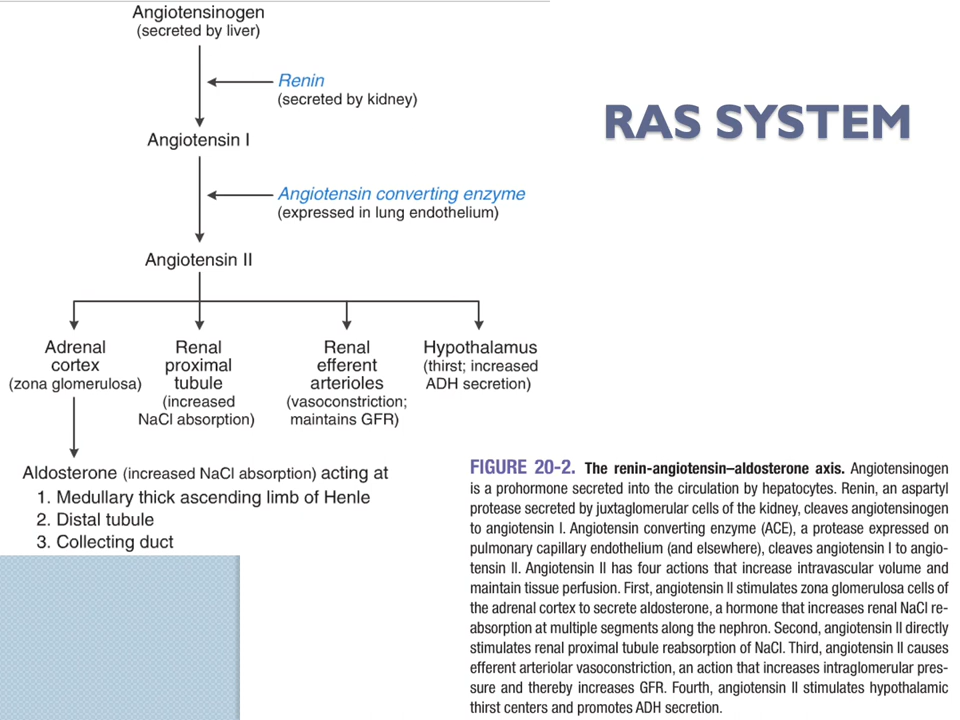 Angiotensinogen
(secreted by liver)
Renin
(secreted by kidney)
RAS SYSTEM
Angiotensin I
Angiotensin converting enzyme
(expressed in lung endothelium)
Angiotensin II
Adrenal
cortex
(zona glomerulosa)
Renal
proximal
tubule
(increased
NaCl absorption)
Renal
efferent
arterioles
(vasoconstriction;
maintains GFR)
Hypothalamus
(thirst; increased
ADH secretion)
Aldosterone (increased NaCl absorption) acting at
1. Medullary thick ascending limb of Henle
2. Distal tubule
3. Collecting duct
FIGURE 20-2. The renin-angiotensin–aldosterone axis. Angiotensinogen
is a prohormone secreted into the circulation by hepatocytes. Renin, an aspartyl
protease secreted by juxtaglomerular cells of the kidney, cleaves angiotensinogen
to angiotensin I. Angiotensin converting enzyme (ACE), a protease expressed on
pulmonary capillary endothelium (and elsewhere), cleaves angiotensin I to angio-
tensin II. Angiotensin II has four actions that increase intravascular volume and
maintain tissue perfusion. First, angiotensin II stimulates zona glomerulosa cells of
the adrenal cortex to secrete aldosterone, a hormone that increases renal NaCl re-
absorption at multiple segments along the nephron. Second, angiotensin II directly
stimulates renal proximal tubule reabsorption of NaCl. Third, angiotensin II causes
efferent arteriolar vasoconstriction, an action that increases intraglomerular pres-
sure and thereby increases GFR. Fourth, angiotensin II stimulates hypothalamic
thirst centers and promotes ADH secretion.